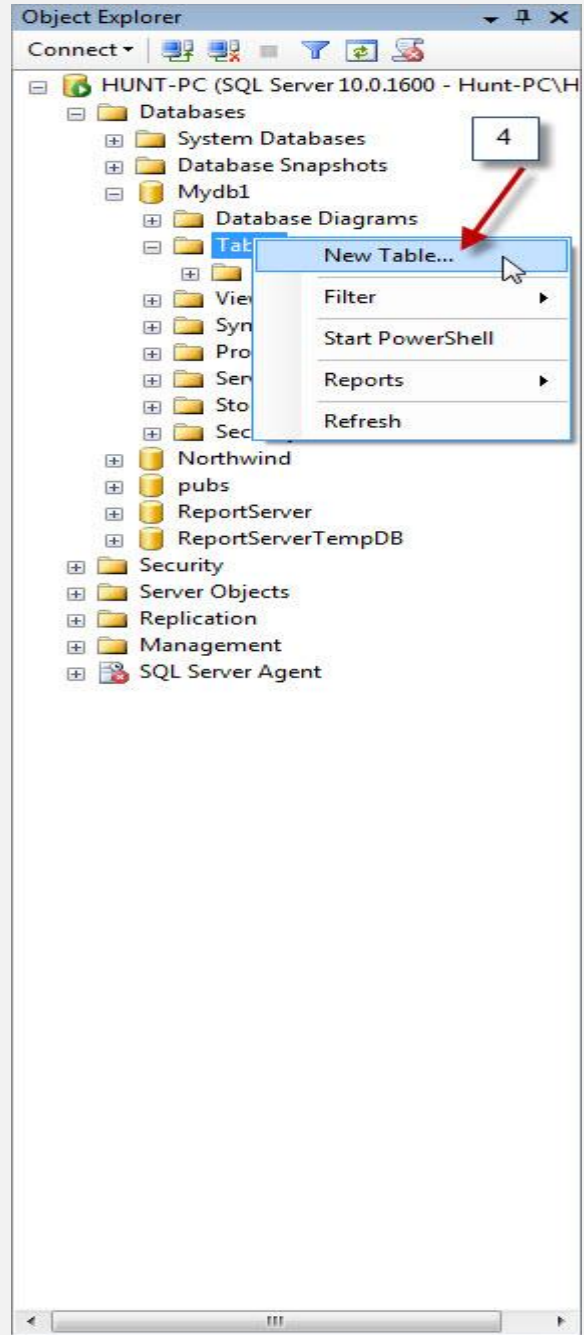 Object Explorer
Connect
HUNT-PC (SQL Server 10.0.1600 - Hunt-PC\H
Databases
System Databases
4
Database Snapshots
Mydb1
Database Diagrams
Tab
New Table...
Vie
Filter
Syn
Start PowerShell
Pro
Ser
Reports
Sto
Sec
Refresh
Northwind
pubs
ReportServer
ReportServerTempDB
Security
Server Objects
Replication
Management
SQL Server Agent